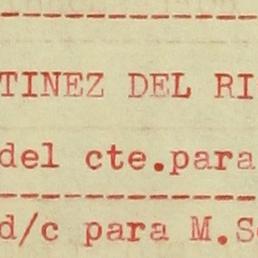 TINEZ DEL RI
del cte.para
d/c para M.S